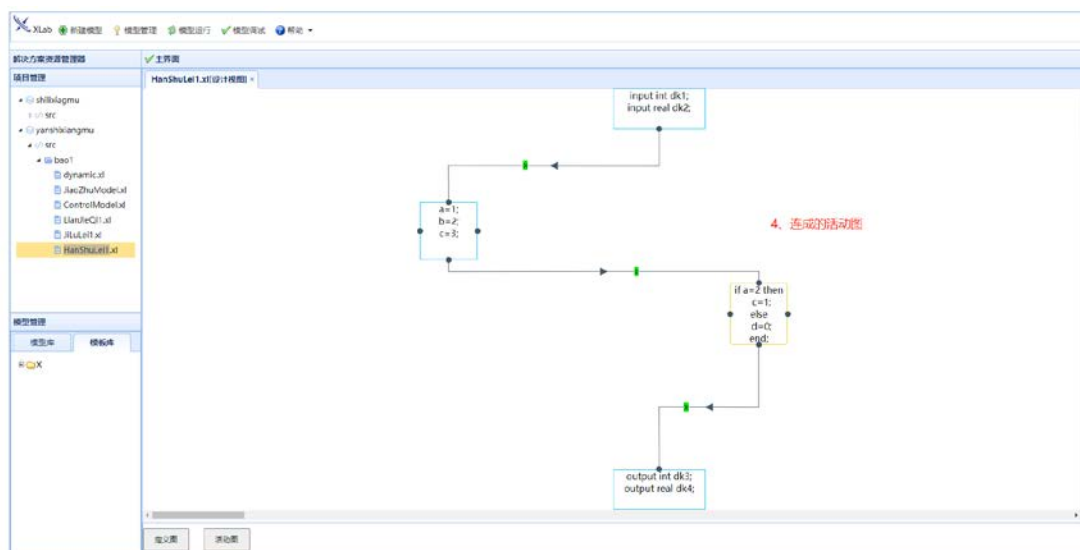 XLab 新建模型 模型管理 模型运行 模型调试 帮助
解决方案资源管理器
主界面
项目管理
HanShuLei1.xl[设计视图] ×
shilixiagmu
src
yanshixiangmu
src
bao1
dynamic.xl
JiaoZhuModel.xl
ControlModel.xl
LianJieQi1.xl
JiLuLei1.xl
HanShuLei1.xl
模型管理
模型库 模板库
X
input int dk1;
input real dk2;
a=1;
b=2;
c=3;
4、连成的活动图
if a=2 then
c=1;
else
d=0;
end;
output int dk3;
output real dk4;
定义图 活动图